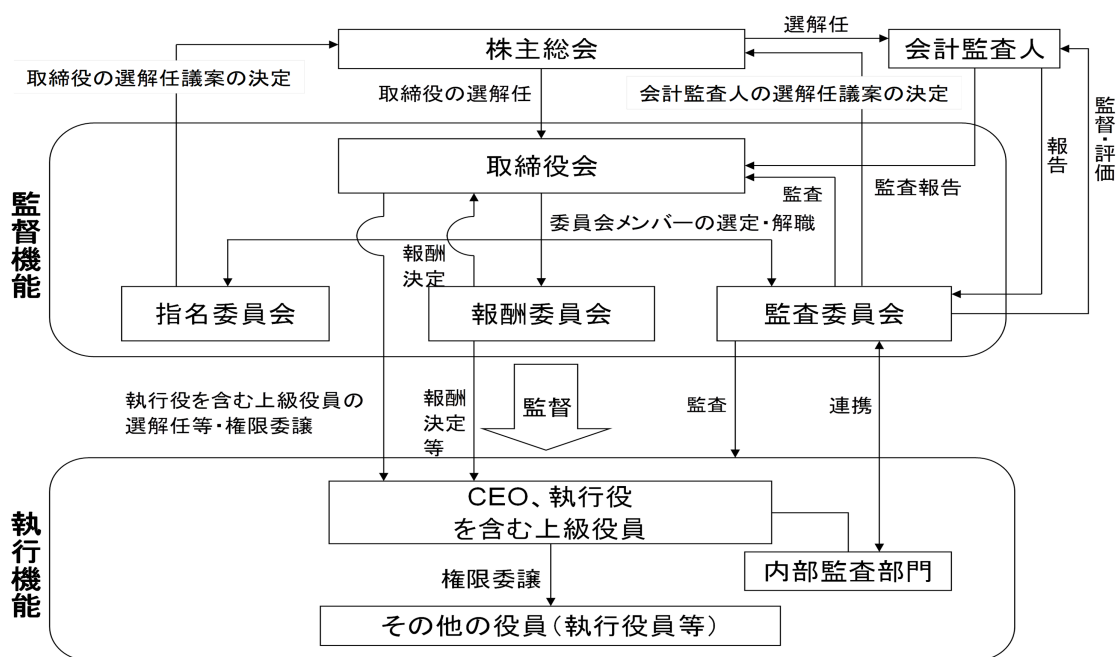 選解任
株主総会
会計監査人
取締役の選解任議案の決定
取締役の選解任
会計監査人の選解任議案の決定
監督・評価
報告
監督機能
取締役会
監査
監査報告
委員会メンバーの選定・解職
報酬
決定
指名委員会
報酬委員会
監査委員会
執行役を含む上級役員の
選解任等・権限委譲
報酬
決定
等
監督
監査
連携
執行機能
CEO、執行役
を含む上級役員
内部監査部門
権限委譲
その他の役員(執行役員等)